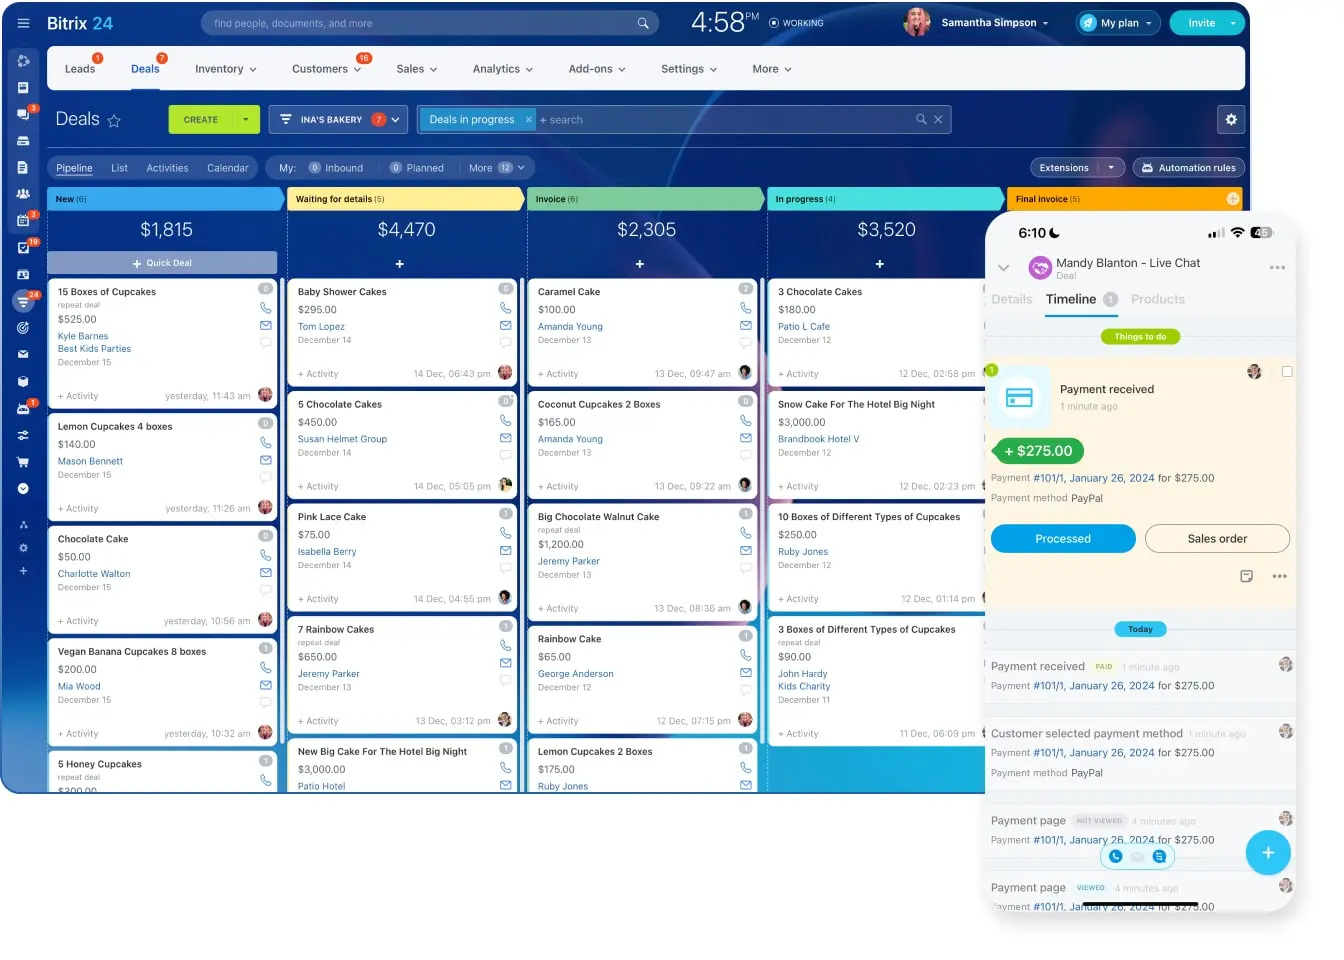 Bitrix 24
find people, documents, and more
4:58 PM
WORKING
Samantha Simpson
My plan
Invite
Leads 1
Deals 7
Inventory
Customers 16
Sales
Analytics
Add-ons
Settings
More
Deals
CREATE
INA'S BAKERY 7
Deals in progress ×
+ search
Pipeline
List
Activities
Calendar
My:
0 Inbound
0 Planned
More 12
Extensions
Automation rules
3
3
19
24
1
New (6)
$1,815
+ Quick Deal
15 Boxes of Cupcakes 0
repeat deal
$525.00
Kyle Barnes
Best Kids Parties
December 15
+ Activity yesterday, 11:43 am
Lemon Cupcakes 4 boxes 0
$140.00
Mason Bennett
December 15
+ Activity yesterday, 11:26 am
Chocolate Cake 0
$50.00
Charlotte Walton
December 15
+ Activity yesterday, 10:56 am
Vegan Banana Cupcakes 8 boxes 1
$200.00
Mia Wood
December 15
+ Activity yesterday, 10:32 am
5 Honey Cupcakes 1
repeat deal
$300.00
Waiting for details (5)
$4,470
+
Baby Shower Cakes 0
$295.00
Tom Lopez
December 14
+ Activity 14 Dec, 06:43 pm
5 Chocolate Cakes 0
$450.00
Susan Helmet Group
December 14
+ Activity 14 Dec, 05:05 pm
Pink Lace Cake 1
$75.00
Isabella Berry
December 14
+ Activity 14 Dec, 04:55 pm
7 Rainbow Cakes 1
repeat deal
$650.00
Jeremy Parker
December 13
+ Activity 13 Dec, 03:12 pm
New Big Cake For The Hotel Big Night 1
$3,000.00
Patio Hotel
Invoice (6)
$2,305
+
Caramel Cake 2
$100.00
Amanda Young
December 13
+ Activity 13 Dec, 09:47 am
Coconut Cupcakes 2 Boxes 0
$165.00
Amanda Young
December 13
+ Activity 13 Dec, 09:22 am
Big Chocolate Walnut Cake 1
repeat deal
$1,200.00
Jeremy Parker
December 13
+ Activity 13 Dec, 08:36 am
Rainbow Cake 1
$65.00
George Anderson
December 12
+ Activity 12 Dec, 07:15 pm
Lemon Cupcakes 2 Boxes 1
$175.00
Ruby Jones
In progress (4)
$3,520
+
3 Chocolate Cakes
$180.00
Patio L Cafe
December 12
+ Activity 12 Dec, 02:58 pm
Snow Cake For The Hotel Big Night
$3,000.00
Brandbook Hotel V
December 12
+ Activity 12 Dec, 02:23 pm
10 Boxes of Different Types of Cupcakes
$250.00
Ruby Jones
December 12
+ Activity 12 Dec, 01:14 pm
3 Boxes of Different Types of Cupcakes
repeat deal
$90.00
John Hardy
Kids Charity
December 11
+ Activity 11 Dec, 06:09 pm
Final invoice (5)
6:10
45
Mandy Blanton - Live Chat
Deal
Details
Timeline 1
Products
Things to do
1
Payment received
1 minute ago
+ $275.00
Payment #101/1, January 26, 2024 for $275.00
Payment method PayPal
Processed
Sales order
Today
Payment received PAID 1 minute ago
Payment #101/1, January 26, 2024 for $275.00
Customer selected payment method 1 minute ago
Payment #101/1, January 26, 2024 for $275.00
Payment method PayPal
Payment page NOT VIEWED 4 minutes ago
Payment #101/1, January 26, 2024 for $275.00
+
Payment page VIEWED 4 minutes ago
Payment #101/1, January 26, 2024 for $275.00